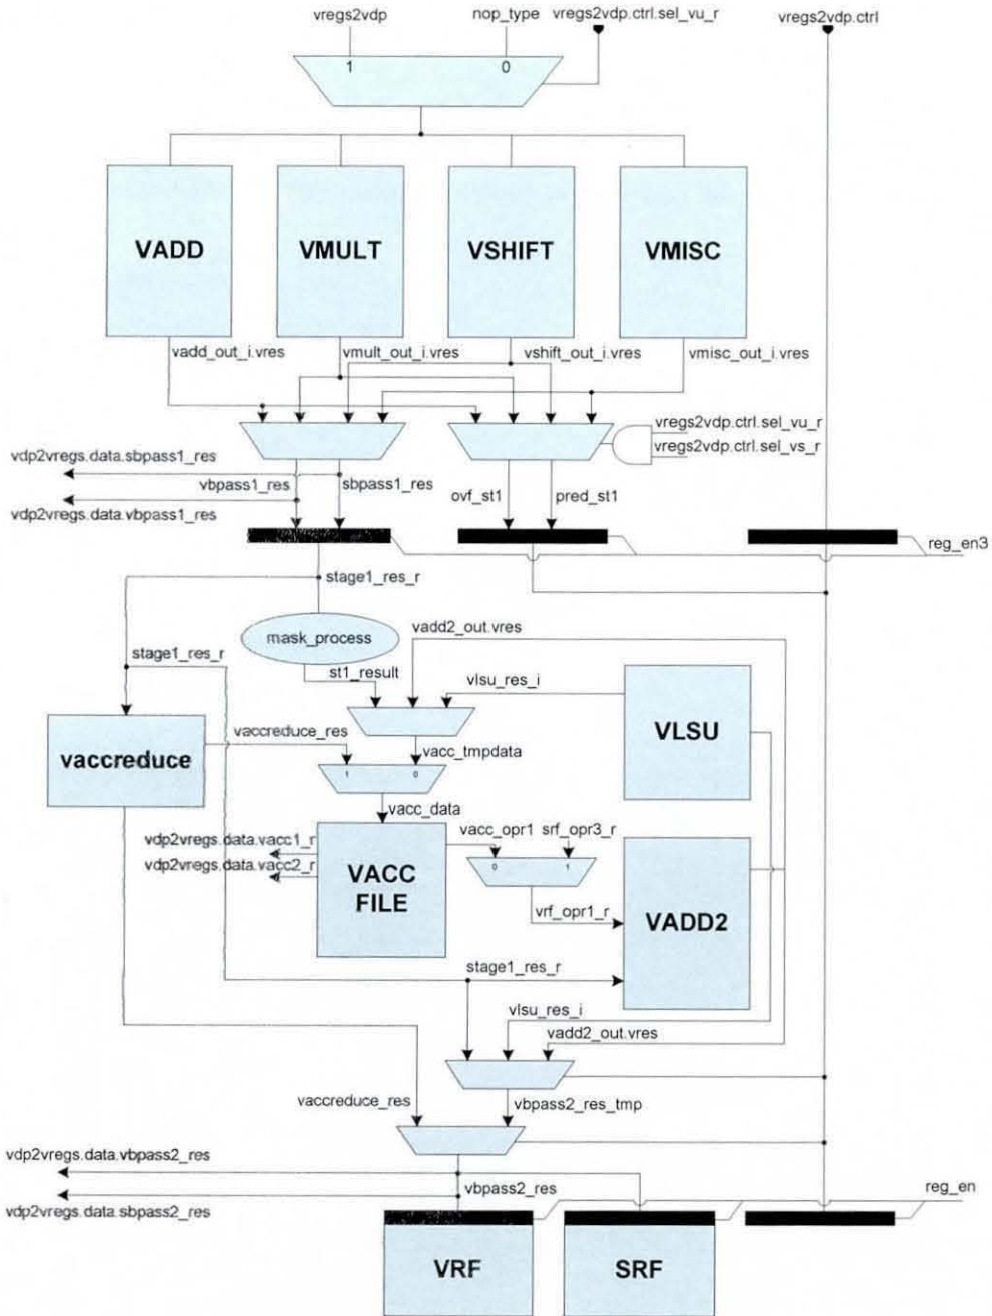 vregs2vdp
nop_type
vregs2vdp.ctrl.sel_vu_r
vregs2vdp.ctrl
1
0
VADD
VMULT
VSHIFT
VMISC
vadd_out_i.vres
vmult_out_i.vres
vshift_out_i.vres
vmisc_out_i.vres
vregs2vdp.ctrl.sel_vu_r
vregs2vdp.ctrl.sel_vs_r
vdp2vregs.data.sbpass1_res
vbpass1_res
sbpass1_res
vdp2vregs.data.vbpass1_res
ovf_st1
pred_st1
reg_en3
stage1_res_r
mask_process
vadd2_out.vres
stage1_res_r
st1_result
vlsu_res_i
VLSU
vaccreduce
vaccreduce_res
vacc_tmpdata
1
0
vacc_data
vdp2vregs.data.vacc1_r
vdp2vregs.data.vacc2_r
VACC
FILE
vacc_opr1
srf_opr3_r
0
1
vrf_opr1_r
VADD2
stage1_res_r
vlsu_res_i
vadd2_out.vres
vaccreduce_res
vbpass2_res_tmp
vdp2vregs.data.vbpass2_res
vbpass2_res
vdp2vregs.data.sbpass2_res
reg_en
VRF
SRF